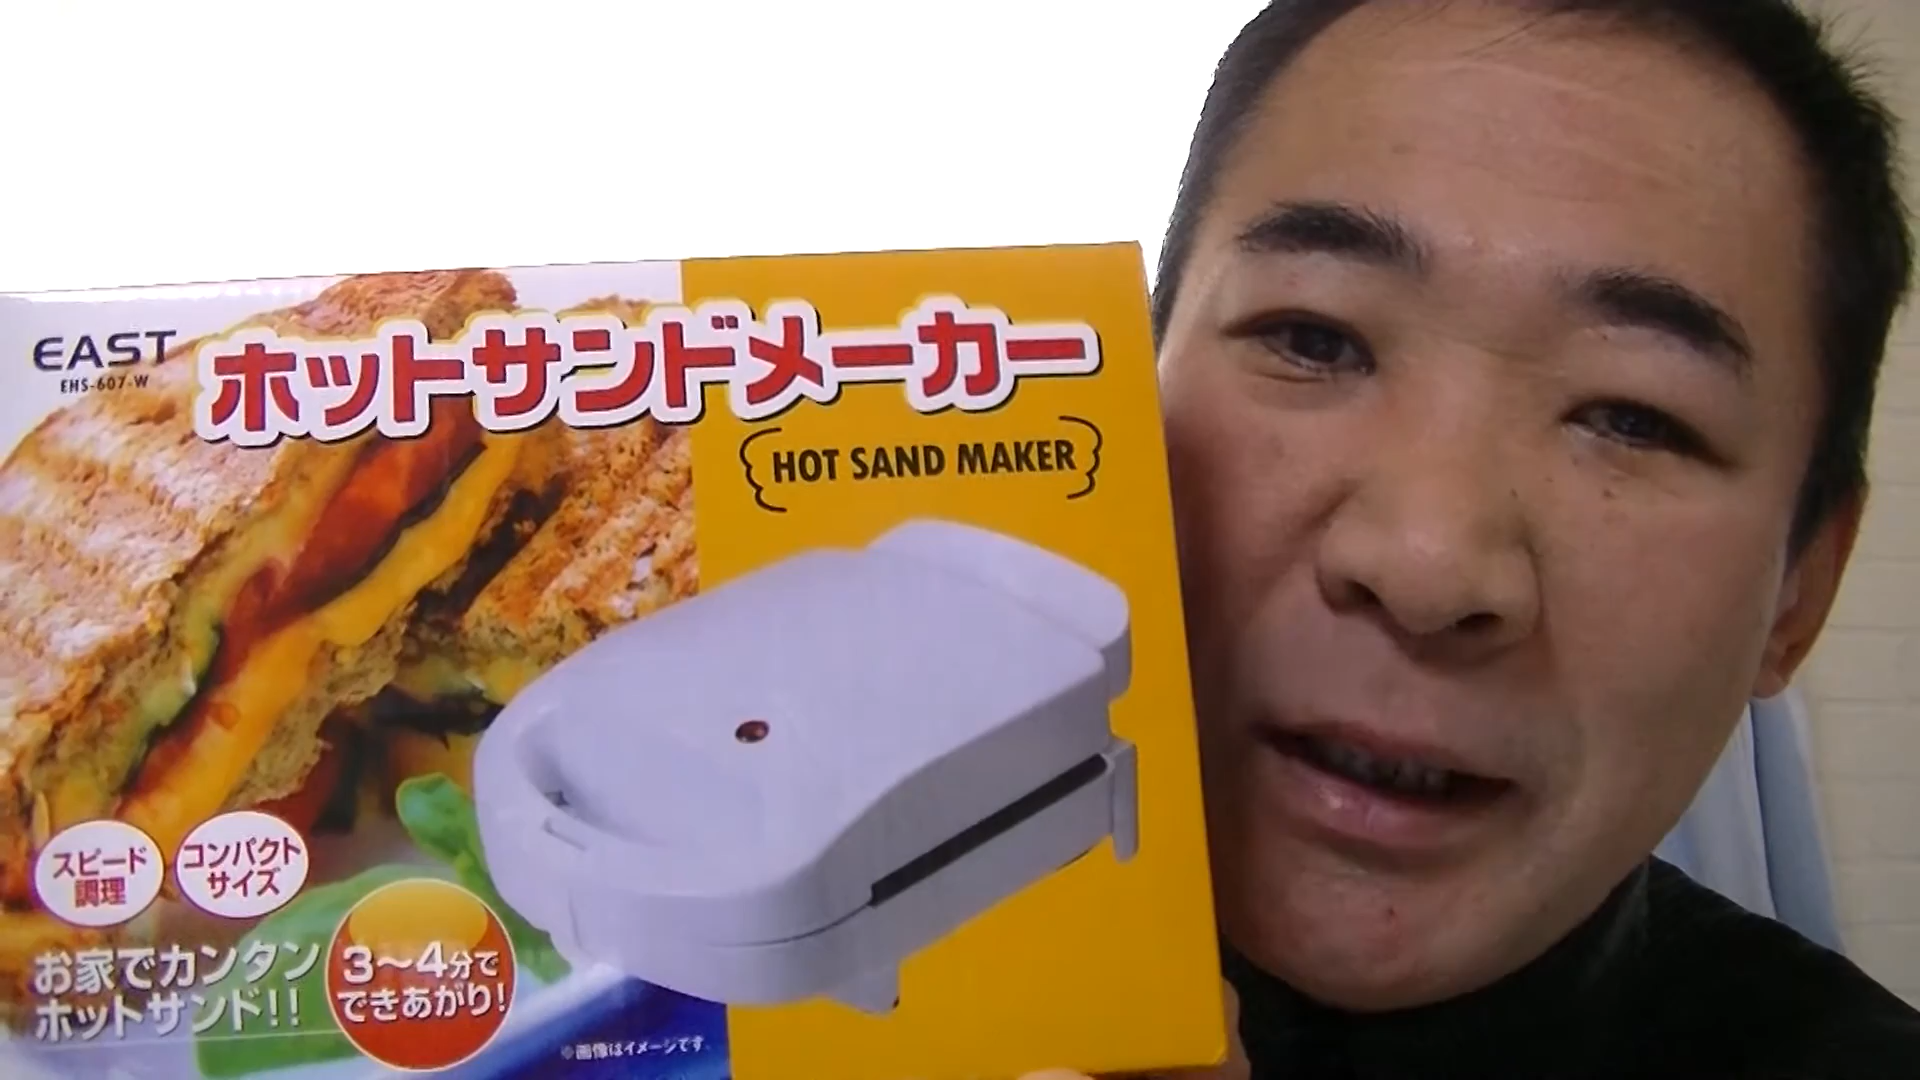 EAST
EHS-607-W
ホットサンドメーカー
HOT SAND MAKER
スピード
調理
コンパクト
サイズ
お家でカンタン
ホットサンド!!
3〜4分で
できあがり!
※画像はイメージです